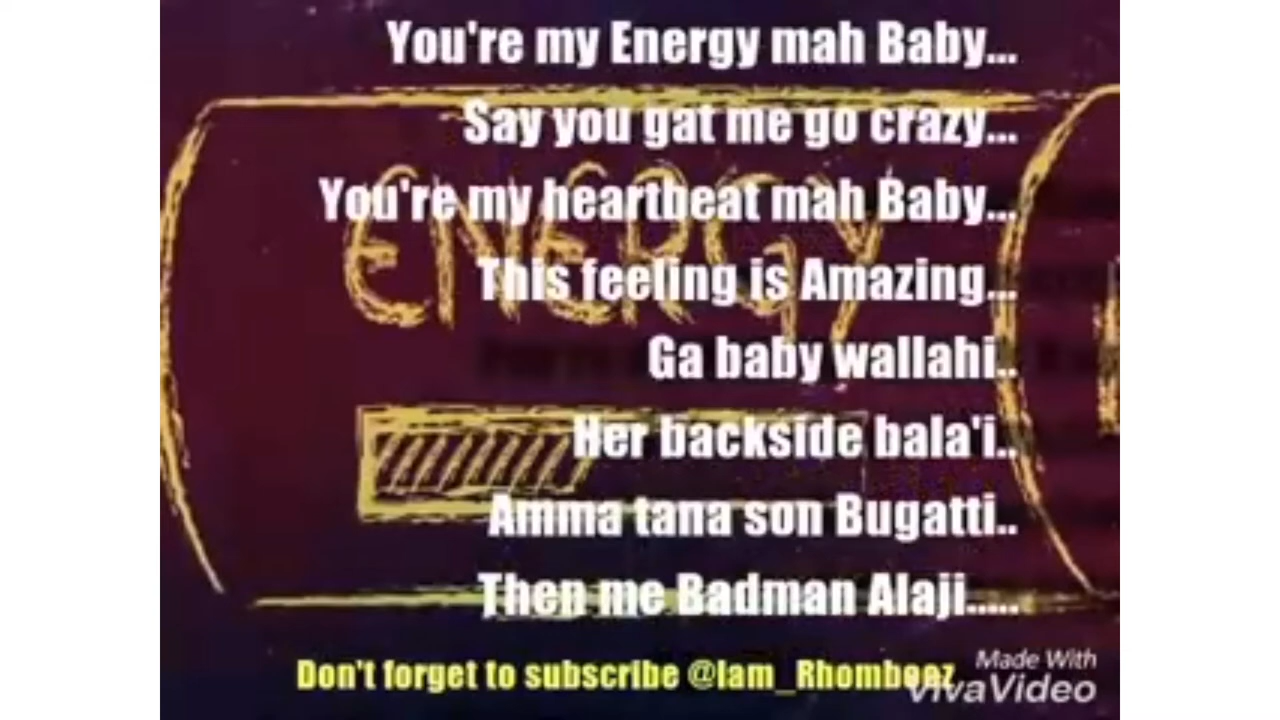 You're my Energy mah Baby...
Say you gat me go crazy...
You're my heartbeat mah Baby...
ENERGY
This feeling is Amazing...
Ga baby wallahi..
Her backside bala'i..
Amma tana son Bugatti..
Then me Badman Alaji.....
Don't forget to subscribe @Iam_Rhombeez
Made With
VivaVideo